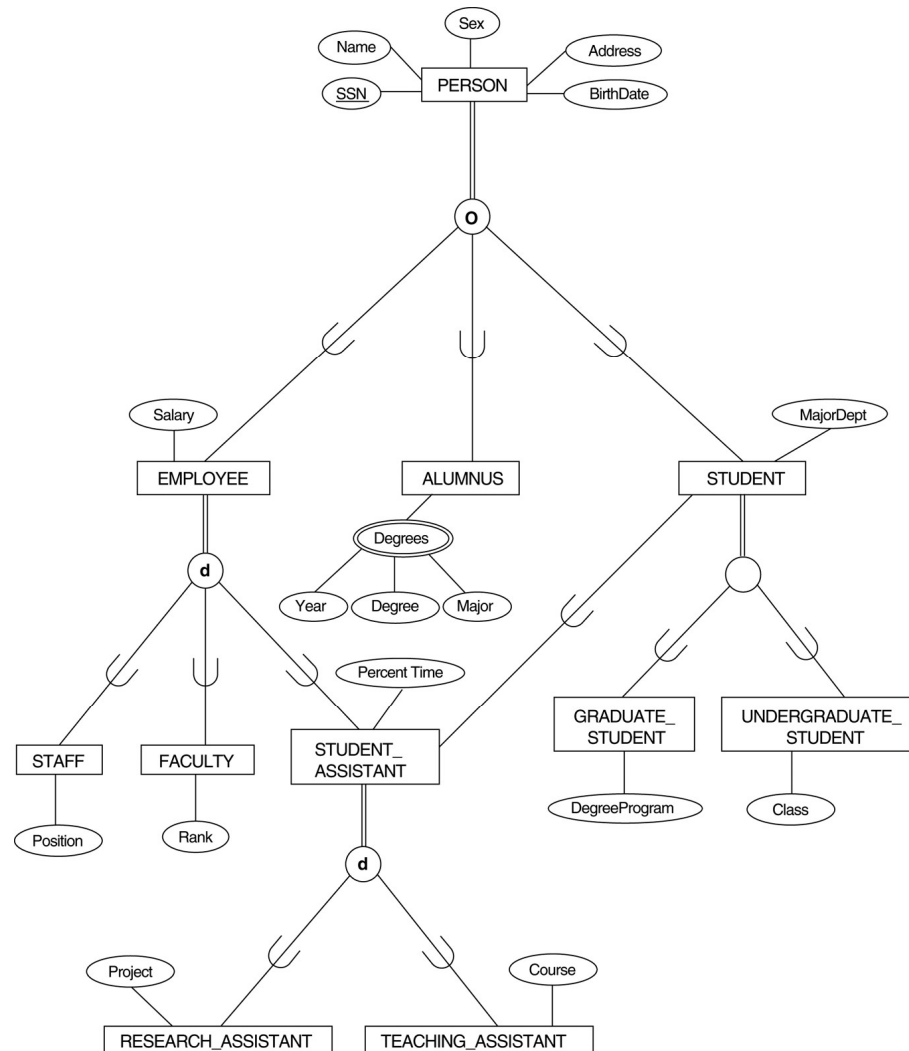 Sex
Name
Address
PERSON
SSN
BirthDate
O
Salary
MajorDept
EMPLOYEE
ALUMNUS
STUDENT
Degrees
d
Year
Degree
Major
Percent Time
GRADUATE_
STUDENT
UNDERGRADUATE_
STUDENT
STAFF
FACULTY
STUDENT_
ASSISTANT
DegreeProgram
Class
Position
Rank
d
Project
Course
RESEARCH_ASSISTANT
TEACHING_ASSISTANT